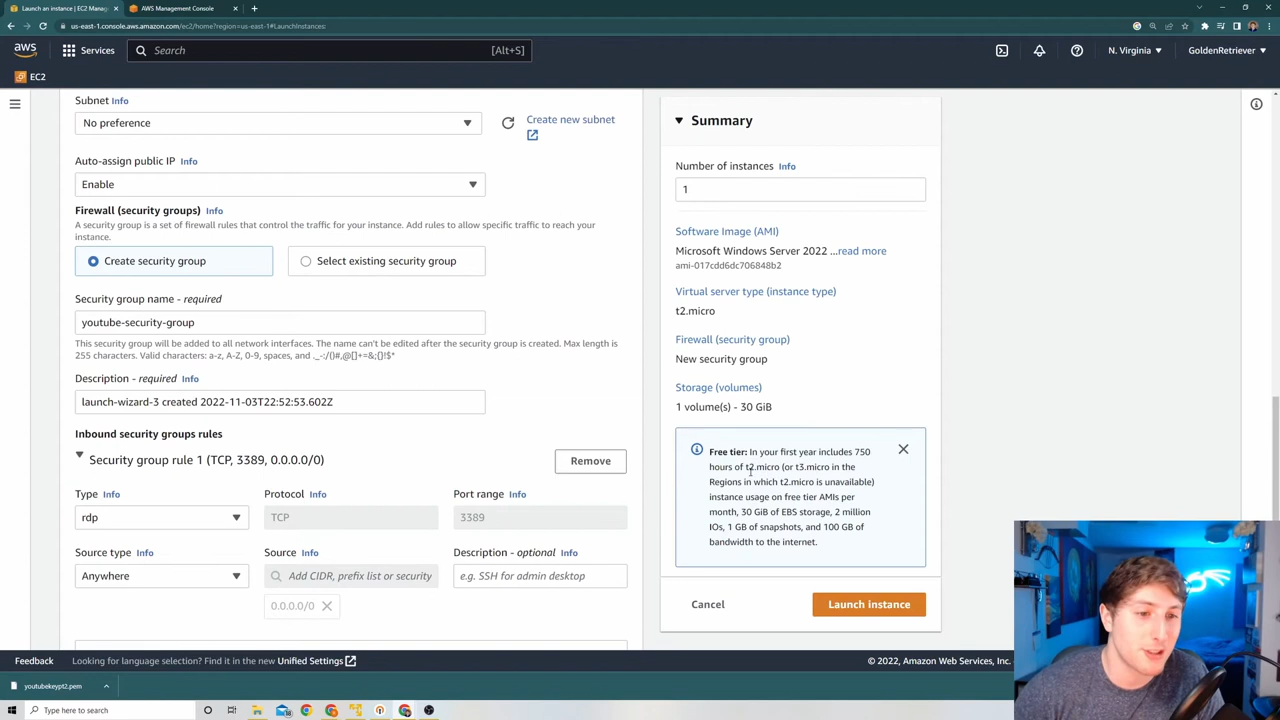 Launch an instance | EC2 Manage
AWS Management Console
us-east-1.console.aws.amazon.com/ec2/home?region=us-east-1#LaunchInstances:
aws
Services
Search
[Alt+S]
N. Virginia
GoldenRetriever
EC2
Subnet Info
No preference
Create new subnet
Auto-assign public IP Info
Enable
Firewall (security groups) Info
A security group is a set of firewall rules that control the traffic for your instance. Add rules to allow specific traffic to reach your
instance.
Create security group
Select existing security group
Security group name - required
youtube-security-group
This security group will be added to all network interfaces. The name can't be edited after the security group is created. Max length is
255 characters. Valid characters: a-z, A-Z, 0-9, spaces, and ._-:/()#,@[]+=&;{}!$*
Description - required Info
launch-wizard-3 created 2022-11-03T22:52:53.602Z
Inbound security groups rules
Security group rule 1 (TCP, 3389, 0.0.0.0/0)
Remove
Type Info
Protocol Info
Port range Info
rdp
TCP
3389
Source type Info
Source Info
Description - optional Info
Anywhere
Add CIDR, prefix list or security
e.g. SSH for admin desktop
0.0.0.0/0
Summary
Number of instances Info
1
Software Image (AMI)
Microsoft Windows Server 2022 ...read more
ami-017cdd6dc706848b2
Virtual server type (instance type)
t2.micro
Firewall (security group)
New security group
Storage (volumes)
1 volume(s) - 30 GiB
Free tier: In your first year includes 750
hours of t2.micro (or t3.micro in the
Regions in which t2.micro is unavailable)
instance usage on free tier AMIs per
month, 30 GiB of EBS storage, 2 million
IOs, 1 GB of snapshots, and 100 GB of
bandwidth to the internet.
Cancel
Launch instance
Feedback
Looking for language selection? Find it in the new Unified Settings
© 2022, Amazon Web Services, Inc.
youtubekeypt2.pem
Type here to search